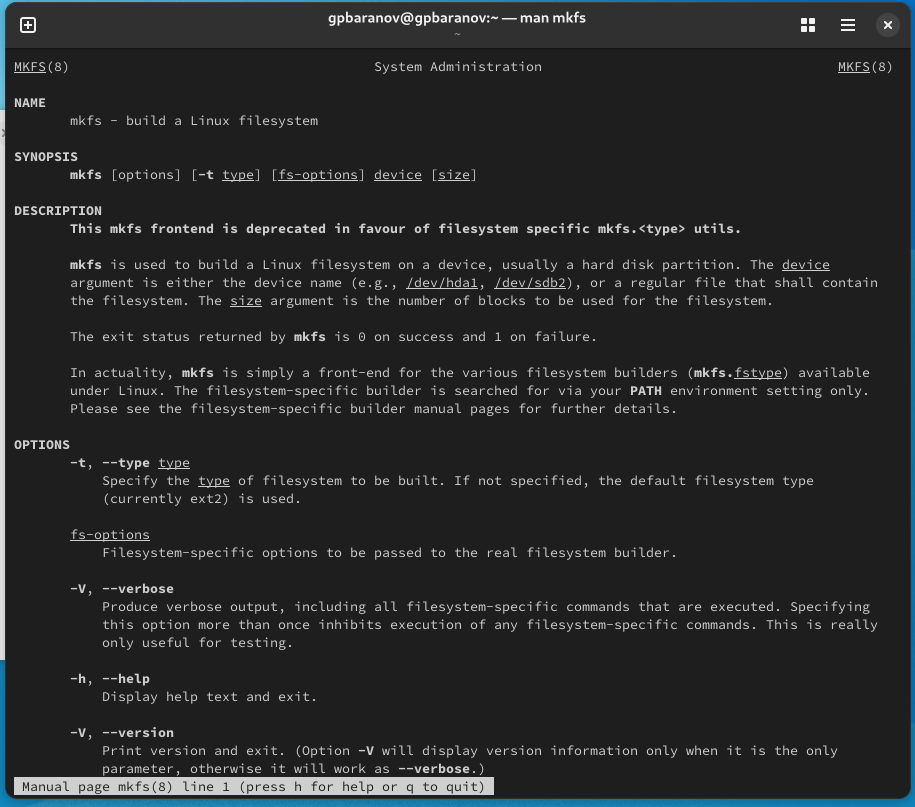 gpbaranov@gpbaranov:~ — man mkfs
~
MKFS(8) System Administration MKFS(8)
NAME
mkfs - build a Linux filesystem
SYNOPSIS
mkfs [options] [-t type] [fs-options] device [size]
DESCRIPTION
This mkfs frontend is deprecated in favour of filesystem specific mkfs.<type> utils.
mkfs is used to build a Linux filesystem on a device, usually a hard disk partition. The device
argument is either the device name (e.g., /dev/hda1, /dev/sdb2), or a regular file that shall contain
the filesystem. The size argument is the number of blocks to be used for the filesystem.
The exit status returned by mkfs is 0 on success and 1 on failure.
In actuality, mkfs is simply a front-end for the various filesystem builders (mkfs.fstype) available
under Linux. The filesystem-specific builder is searched for via your PATH environment setting only.
Please see the filesystem-specific builder manual pages for further details.
OPTIONS
-t, --type type
Specify the type of filesystem to be built. If not specified, the default filesystem type
(currently ext2) is used.
fs-options
Filesystem-specific options to be passed to the real filesystem builder.
-V, --verbose
Produce verbose output, including all filesystem-specific commands that are executed. Specifying
this option more than once inhibits execution of any filesystem-specific commands. This is really
only useful for testing.
-h, --help
Display help text and exit.
-V, --version
Print version and exit. (Option -V will display version information only when it is the only
parameter, otherwise it will work as --verbose.)
Manual page mkfs(8) line 1 (press h for help or q to quit)